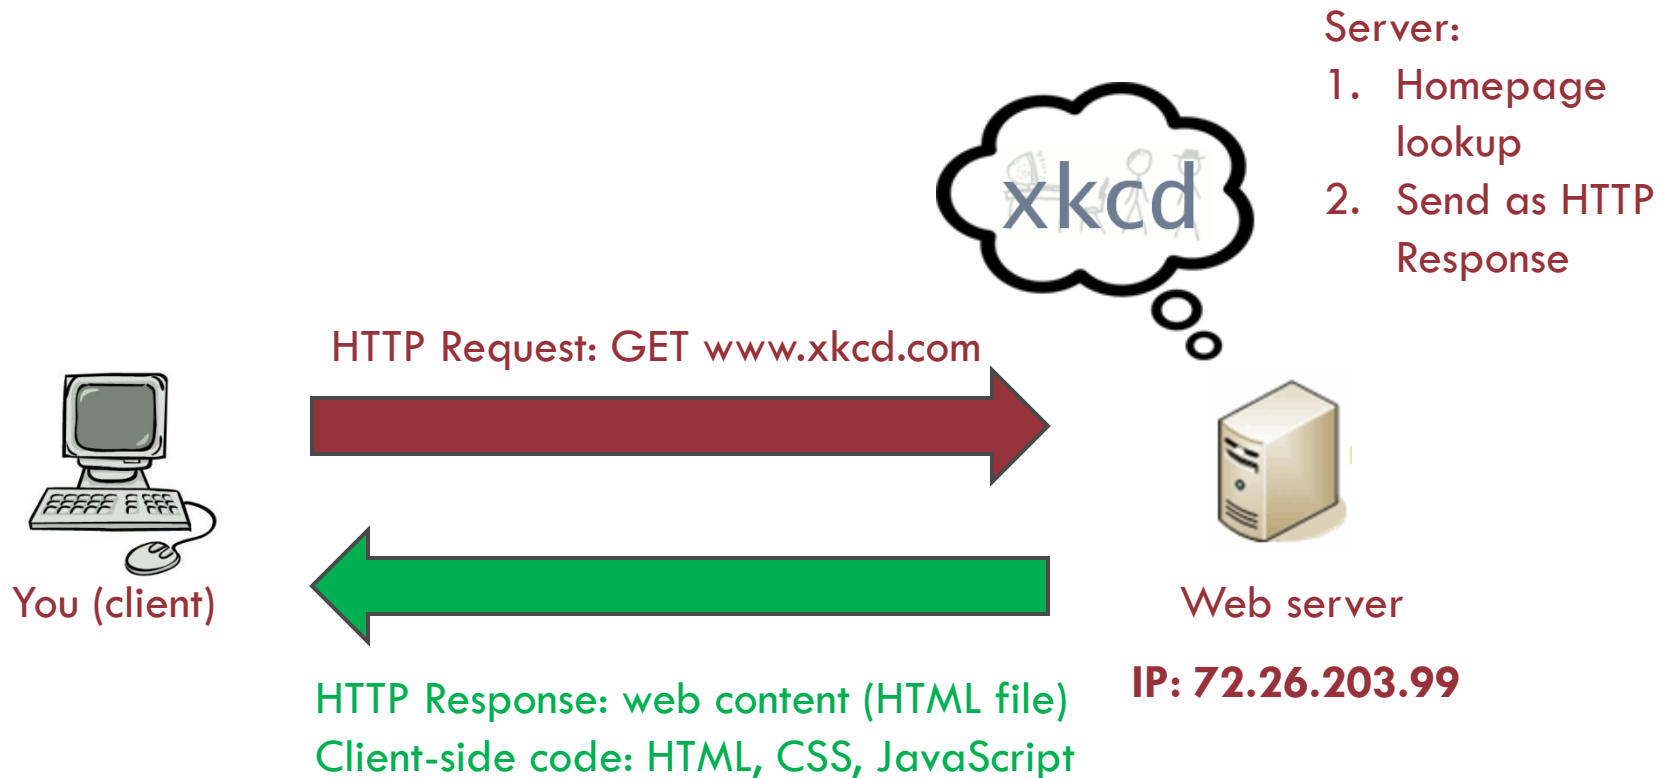 Server:
1. Homepage
lookup
2. Send as HTTP
Response
xkcd
HTTP Request: GET www.xkcd.com
You (client)
Web server
IP: 72.26.203.99
HTTP Response: web content (HTML file)
Client-side code: HTML, CSS, JavaScript